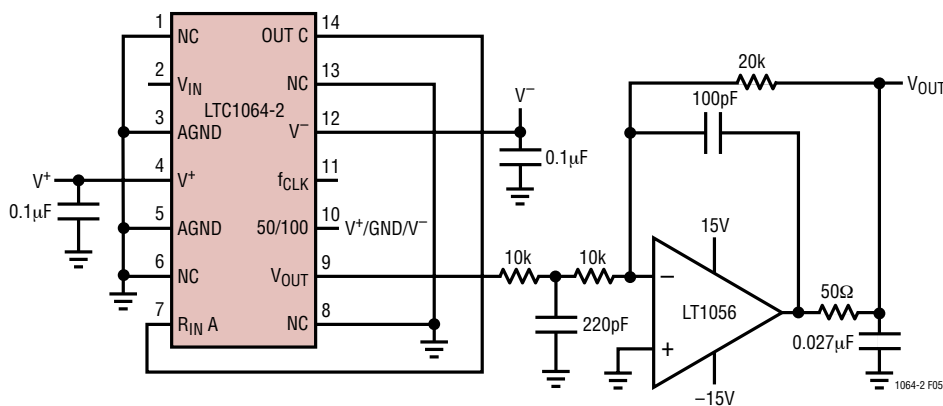 1
NC
OUT C
14
2
V_IN
NC
13
LTC1064-2
3
AGND
V⁻
12
V⁻
0.1µF
4
V⁺
V⁺
0.1µF
f_CLK
11
5
AGND
50/100
10
V⁺/GND/V⁻
6
NC
V_OUT
9
7
R_IN A
NC
8
10k
10k
220pF
20k
100pF
V_OUT
15V
−
LT1056
+
−15V
50Ω
0.027µF
1064-2 F05